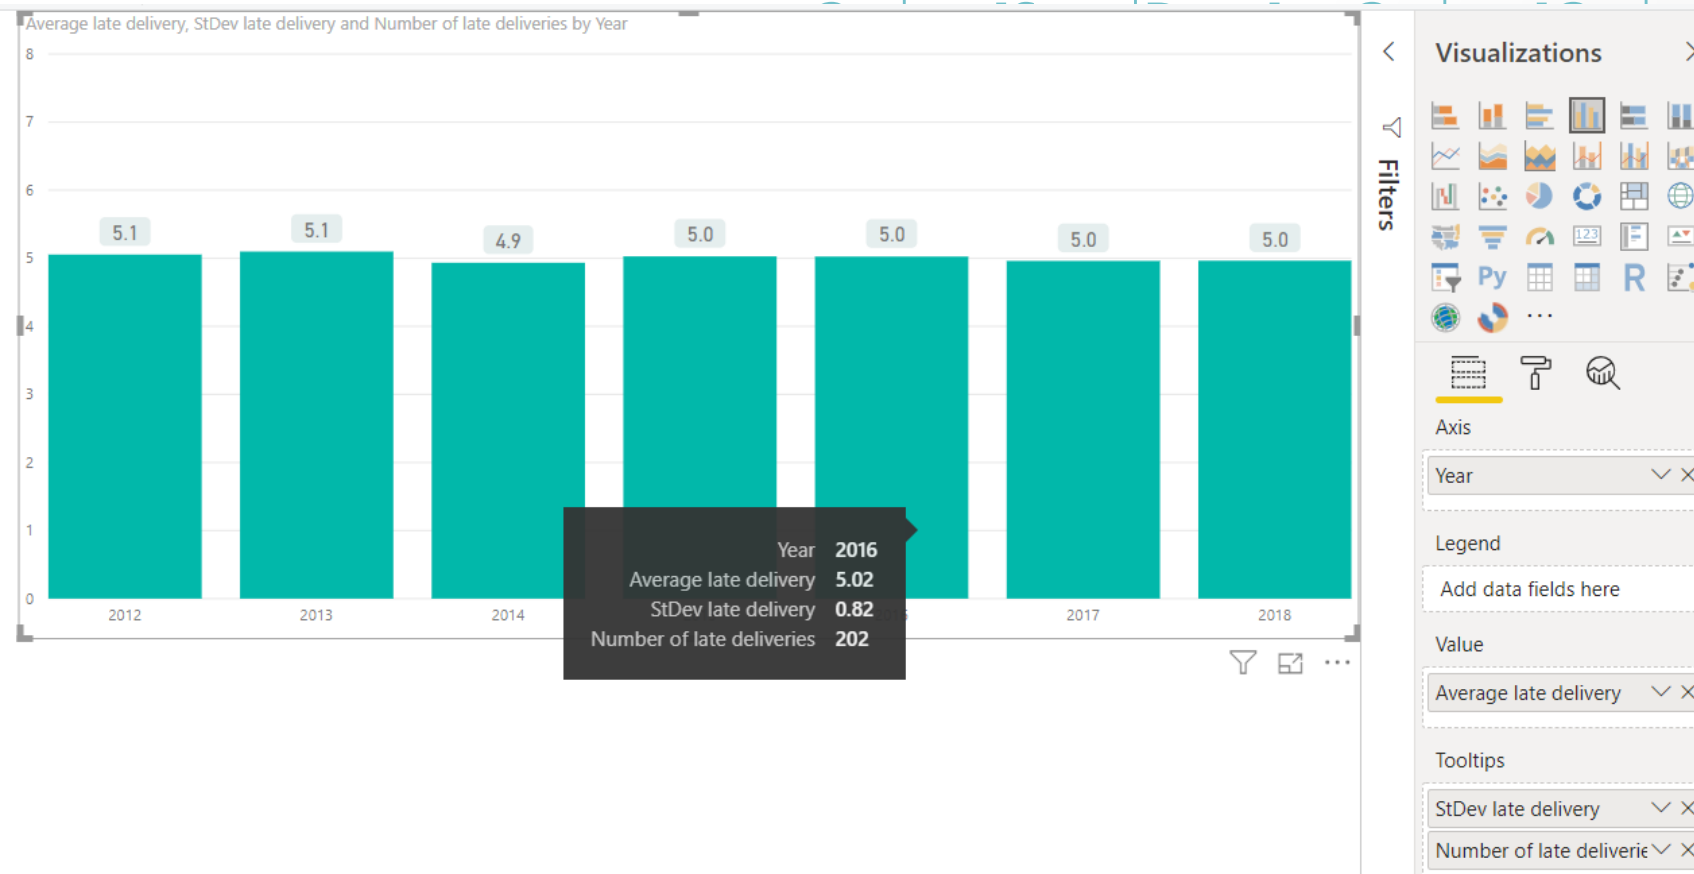 Average late delivery, StDev late delivery and Number of late deliveries by Year
8
7
6
5
4
3
2
1
0
5.1
5.1
4.9
5.0
5.0
5.0
5.0
2012
2013
2014
2017
2018
Year 2016
Average late delivery 5.02
StDev late delivery 0.82
Number of late deliveries 202
Filters
Visualizations
123
Py
R
Axis
Year
Legend
Add data fields here
Value
Average late delivery
Tooltips
StDev late delivery
Number of late deliverie